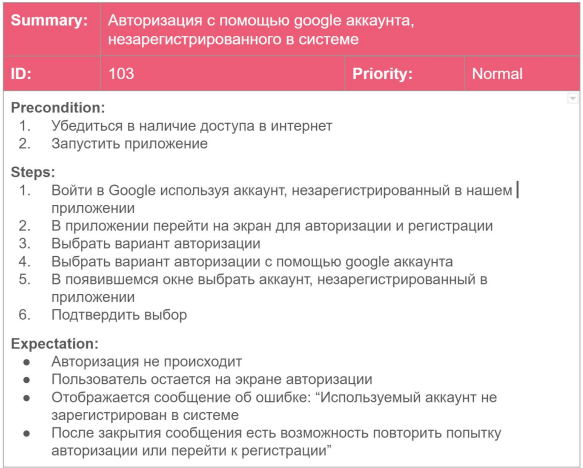 Summary: Авторизация с помощью google аккаунта,
незарегистрированного в системе
ID: 103 Priority: Normal
Precondition:
1. Убедиться в наличие доступа в интернет
2. Запустить приложение
Steps:
1. Войти в Google используя аккаунт, незарегистрированный в нашем
приложении
2. В приложении перейти на экран для авторизации и регистрации
3. Выбрать вариант авторизации
4. Выбрать вариант авторизации с помощью google аккаунта
5. В появившемся окне выбрать аккаунт, незарегистрированный в
приложении
6. Подтвердить выбор
Expectation:
● Авторизация не происходит
● Пользователь остается на экране авторизации
● Отображается сообщение об ошибке: “Используемый аккаунт не
зарегистрирован в системе
● После закрытия сообщения есть возможность повторить попытку
авторизации или перейти к регистрации”